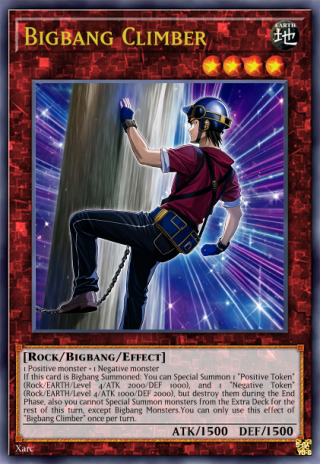 Bigbang Climber
EARTH
地
[Rock/Bigbang/Effect]
1 Positive monster + 1 Negative monster
If this card is Bigbang Summoned: You can Special Summon 1 "Positive Token"
(Rock/EARTH/Level 4/ATK 2000/DEF 1000), and 1 "Negative Token"
(Rock/EARTH/Level 4/ATK 1000/DEF 2000), but destroy them during the End
Phase, also you cannot Special Summon monsters from the Extra Deck for the
rest of this turn, except Bigbang Monsters.You can only use this effect of
"Bigbang Climber" once per turn.
ATK/1500 DEF/1500
Xarc